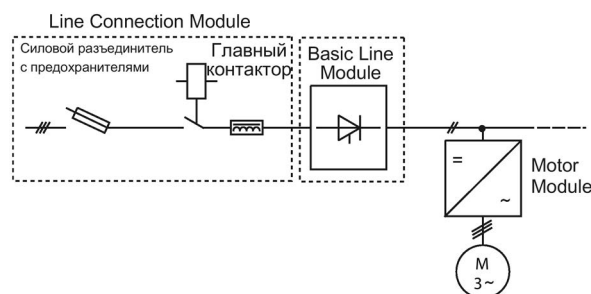 Line Connection Module
Силовой разъединитель
с предохранителями
Главный
контактор
Basic Line
Module
=
~
Motor
Module
M
3~